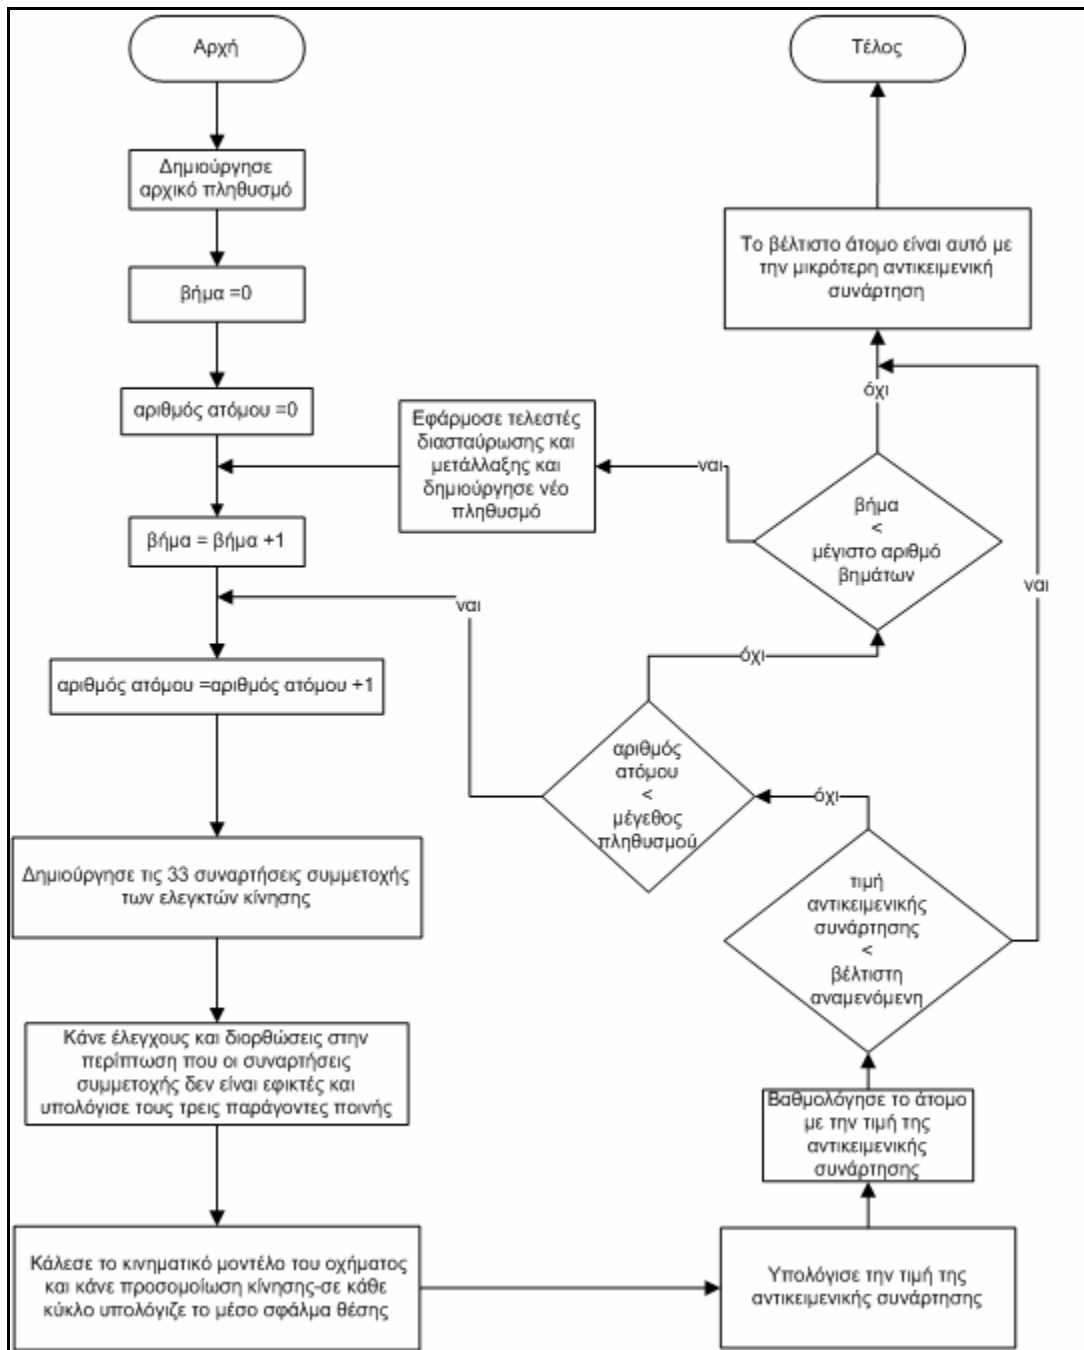 Αρχή
Δημιούργησε
αρχικό πληθυσμό
βήμα =0
αριθμός ατόμου =0
βήμα = βήμα +1
αριθμός ατόμου =αριθμός ατόμου +1
Δημιούργησε τις 33 συναρτήσεις συμμετοχής
των ελεγκτών κίνησης
Κάνε έλεγχους και διορθώσεις στην
περίπτωση που οι συναρτήσεις
συμμετοχής δεν είναι εφικτές και
υπολόγισε τους τρεις παράγοντες ποινής
Κάλεσε το κινηματικό μοντέλο του οχήματος
και κάνε προσομοίωση κίνησης-σε κάθε
κύκλο υπολόγιζε το μέσο σφάλμα θέσης
Υπολόγισε την τιμή της
αντικειμενικής συνάρτησης
Βαθμολόγησε το άτομο
με την τιμή της
αντικειμενικής
συνάρτησης
τιμή
αντικειμενικής
συνάρτησης
<
βέλτιστη
αναμενόμενη
όχι
ναι
αριθμός
ατόμου
<
μέγεθος
πληθυσμού
ναι
όχι
βήμα
<
μέγιστο αριθμό
βημάτων
ναι
όχι
Εφάρμοσε τελεστές
διασταύρωσης και
μετάλλαξης και
δημιούργησε νέο
πληθυσμό
Το βέλτιστο άτομο είναι αυτό με
την μικρότερη αντικειμενική
συνάρτηση
Τέλος